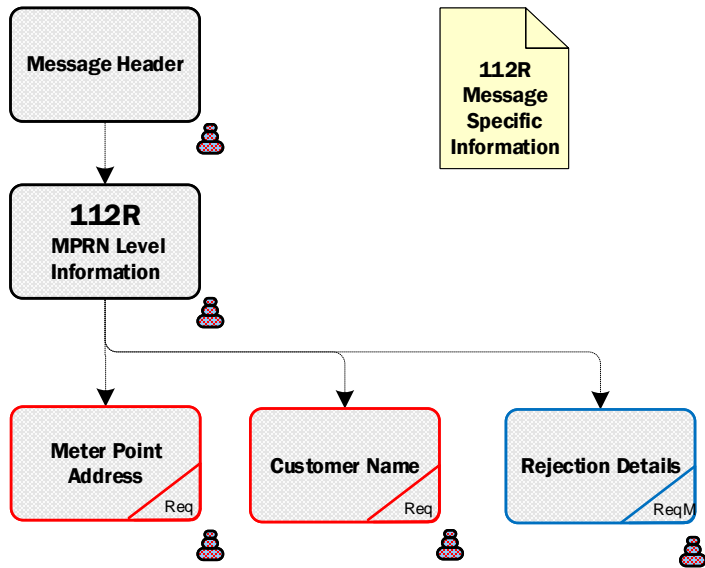 Message Header
112R
Message
Specific
Information
112R
MPRN Level
Information
Meter Point
Address
Req
Customer Name
Req
Rejection Details
ReqM